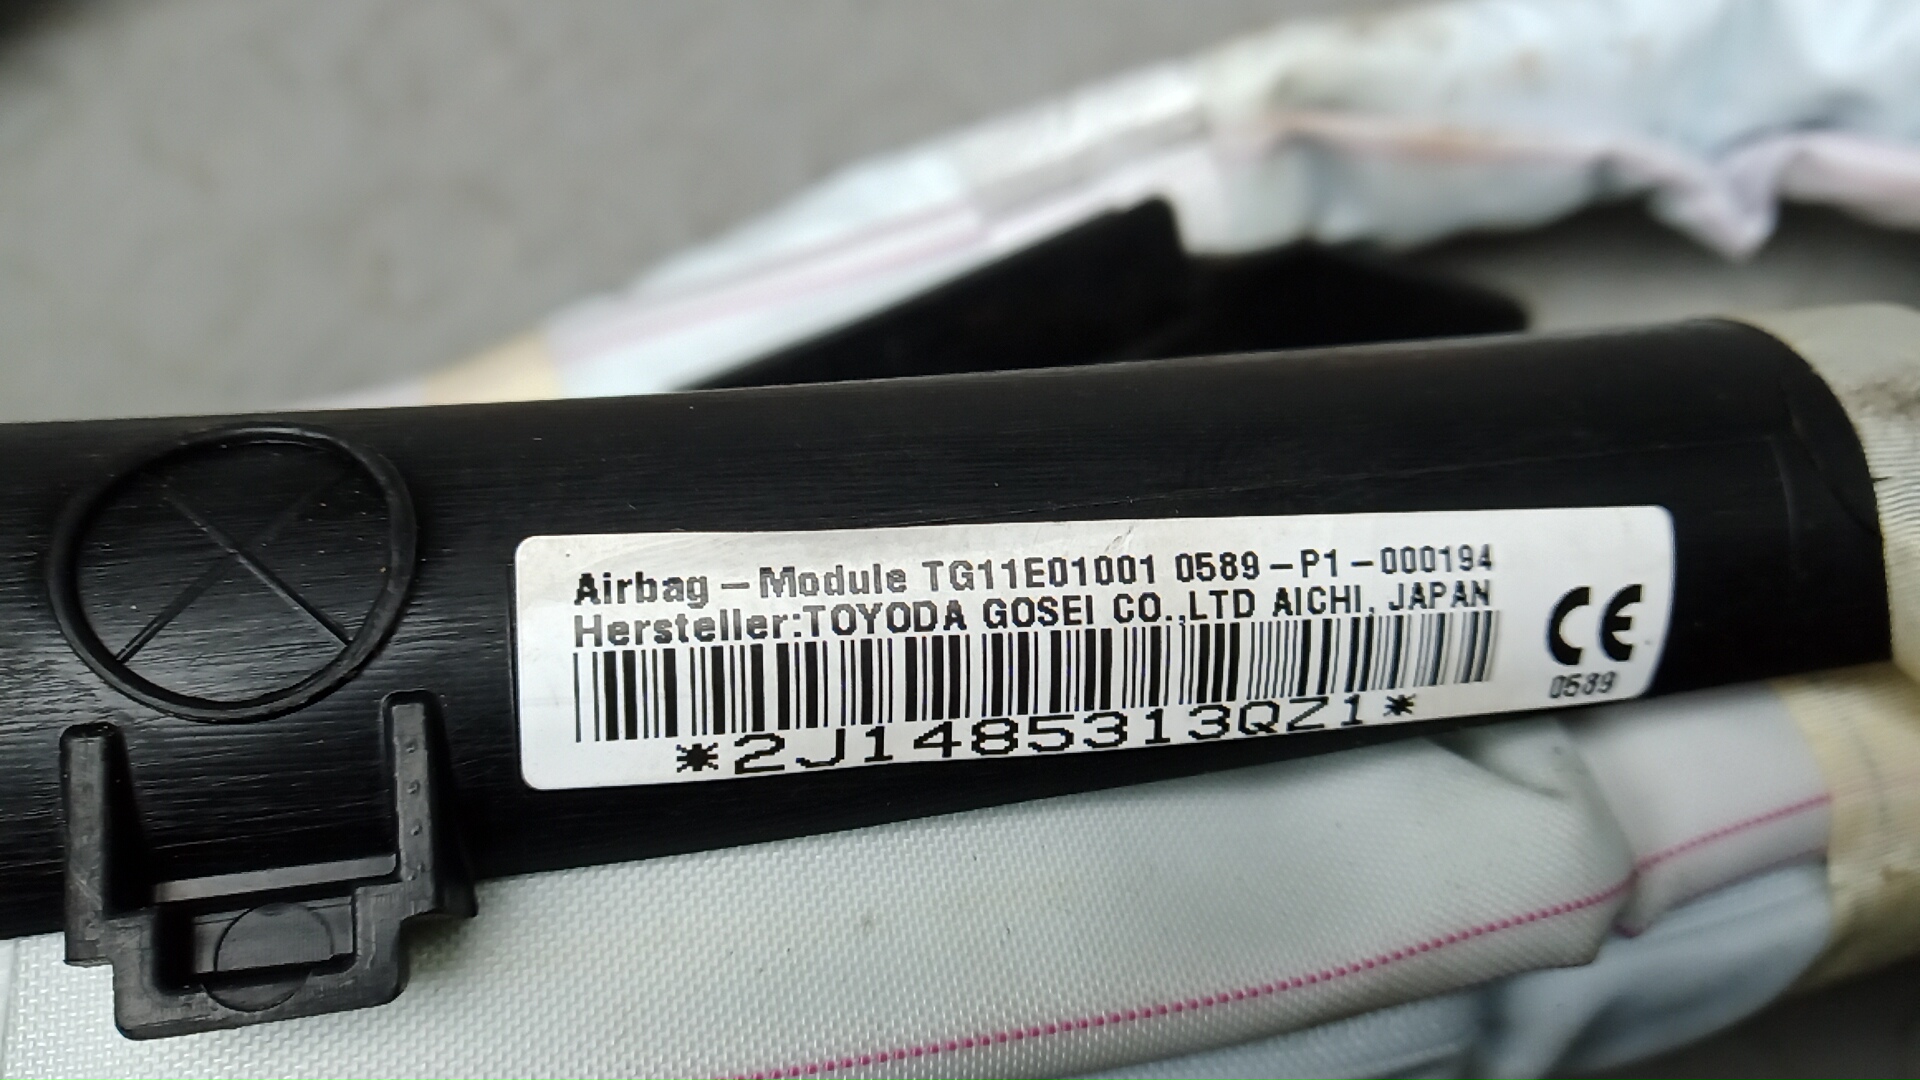 Airbag – Module TG11E01001 0589–P1–000194
Hersteller:TOYODA GOSEI CO.,LTD AICHI, JAPAN
*2J1485313QZ1*
CE
0589